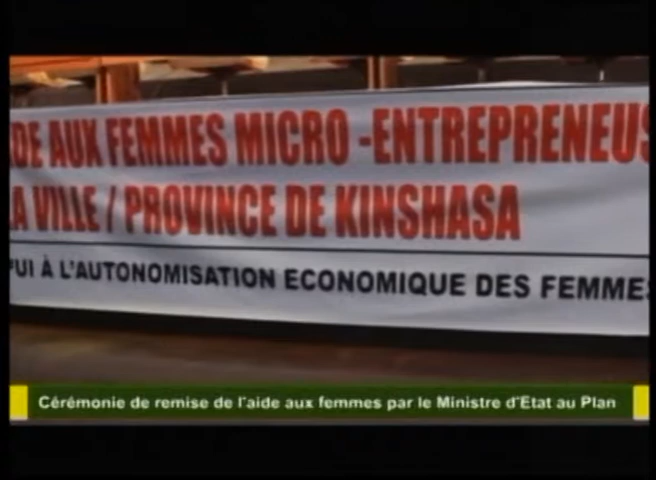 DE AUX FEMMES MICRO -ENTREPRENEUS
LA VILLE / PROVINCE DE KINSHASA
PUI À L'AUTONOMISATION ECONOMIQUE DES FEMMES
Cérémonie de remise de l'aide aux femmes par le Ministre d'Etat au Plan